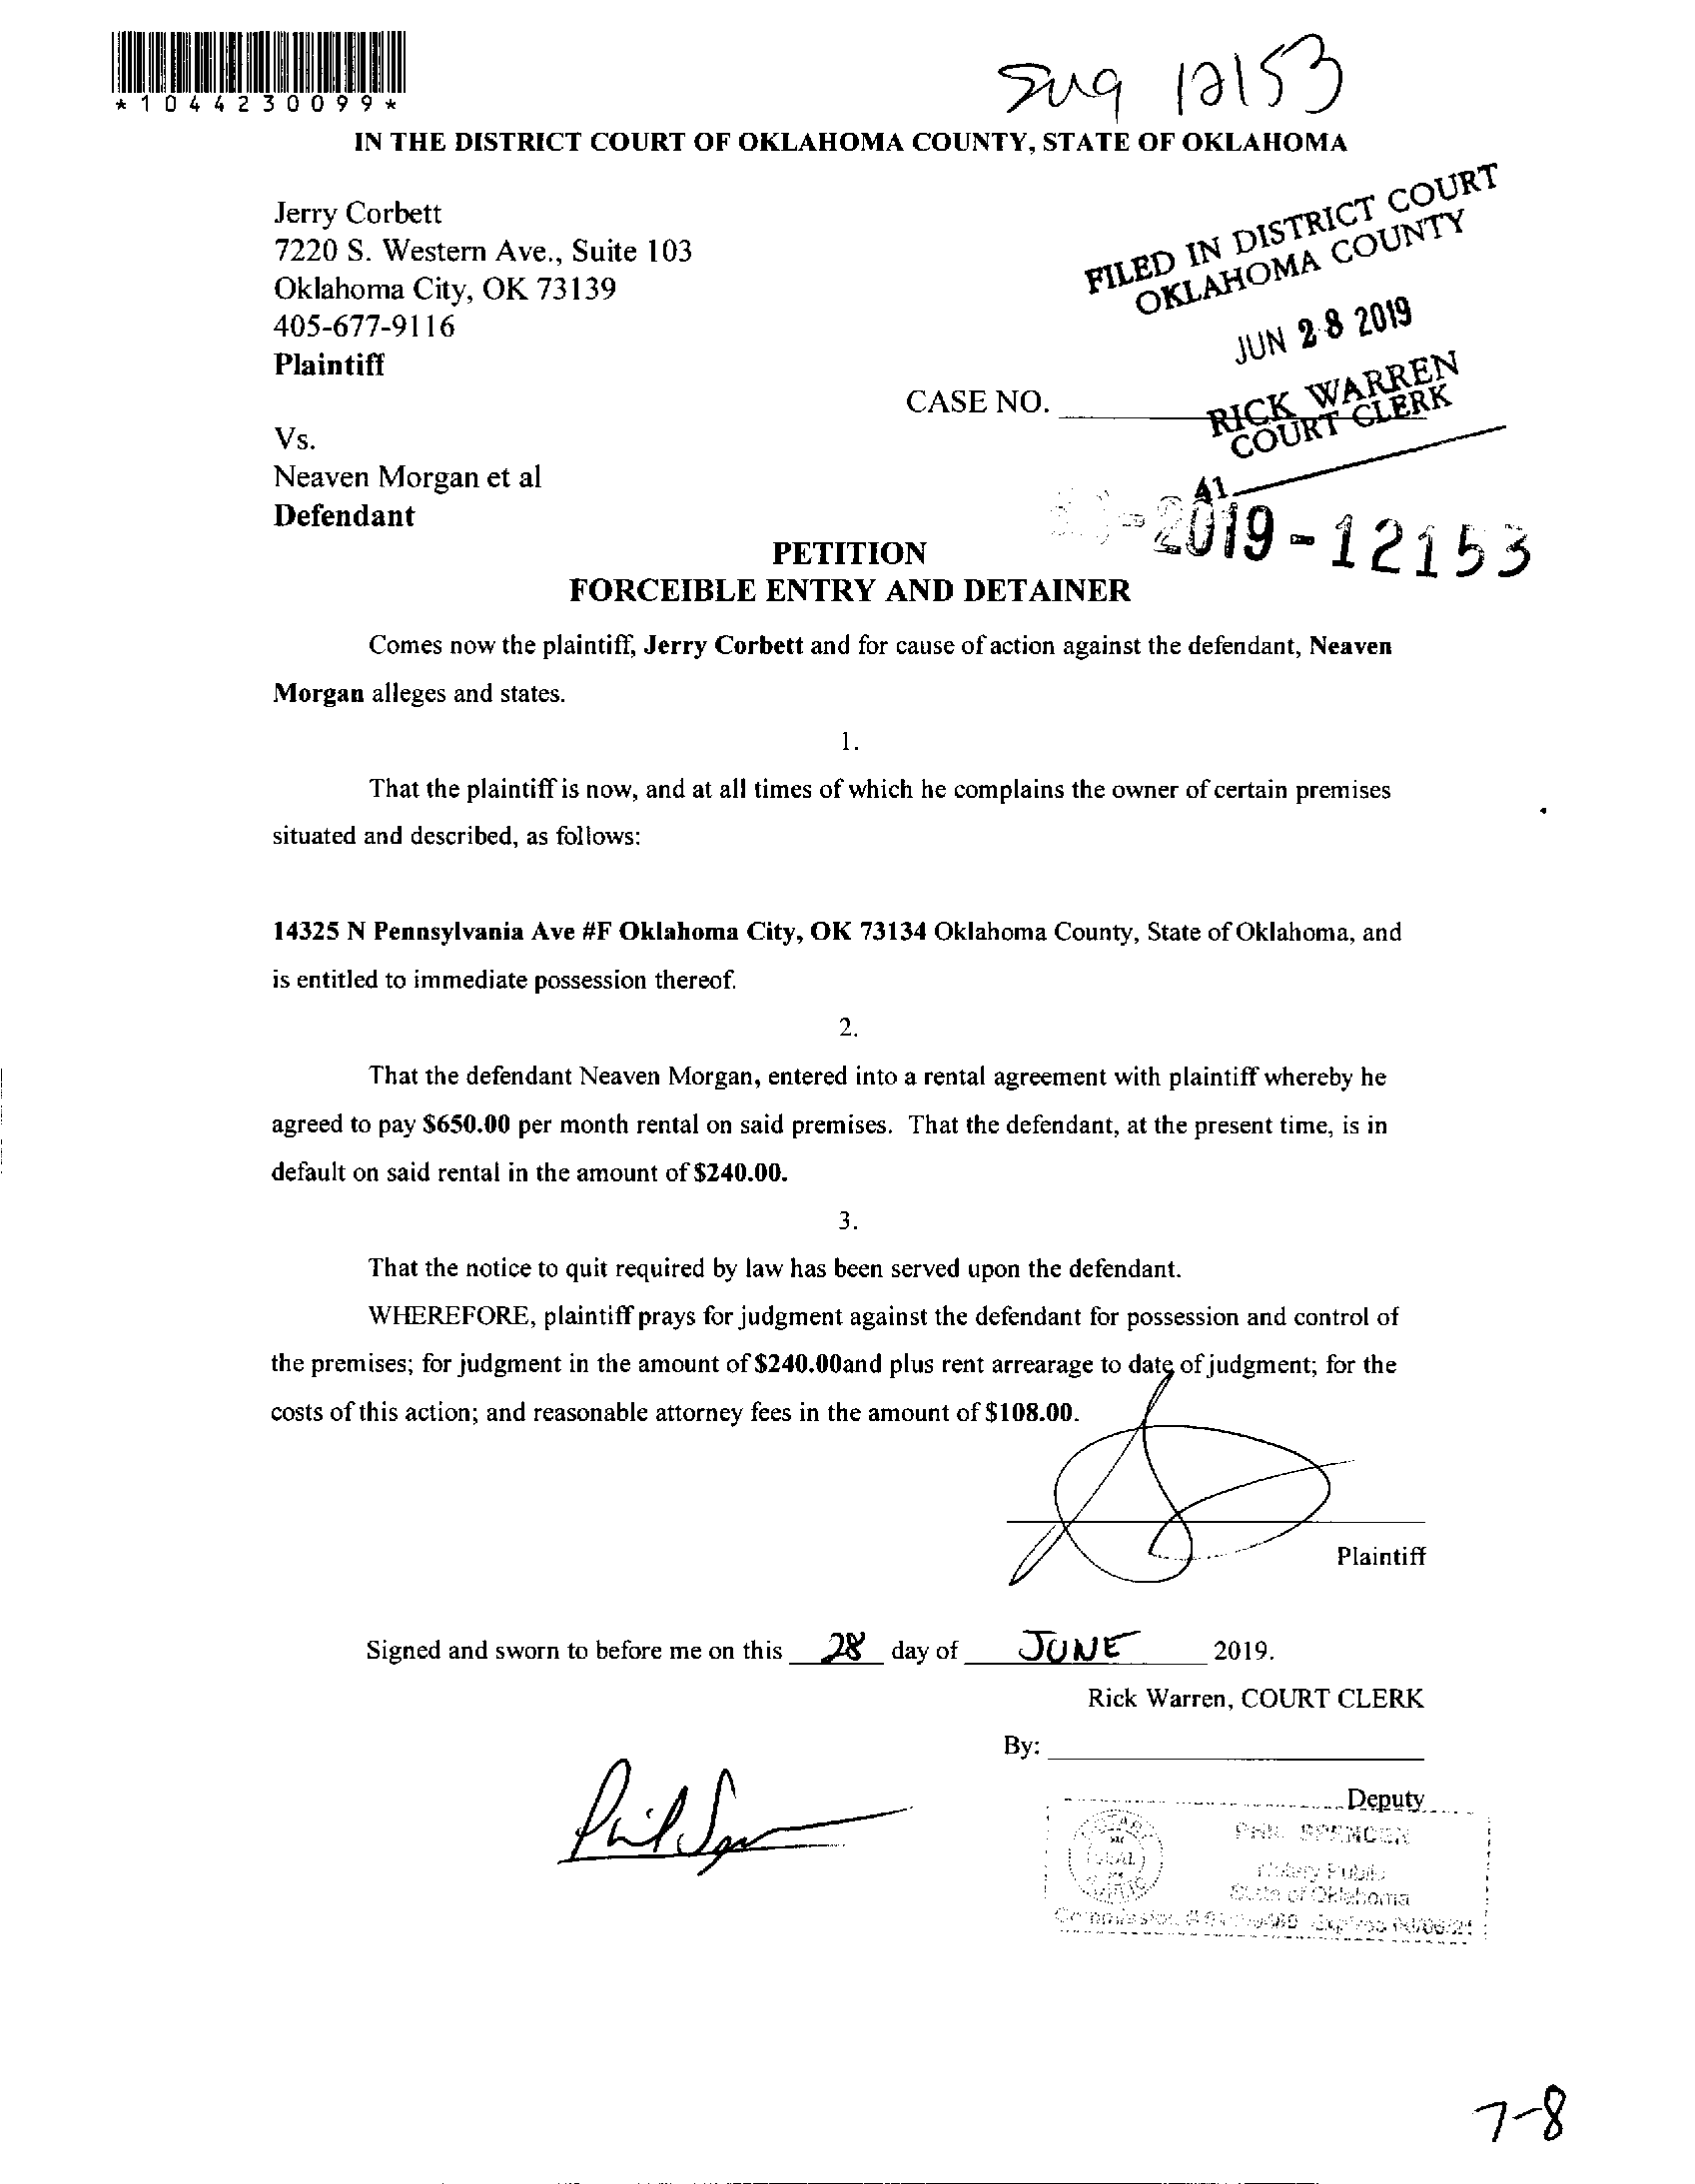 *1044230099*
12153
IN THE DISTRICT COURT OF OKLAHOMA COUNTY, STATE OF OKLAHOMA
Jerry Corbett
7220 S. Western Ave., Suite 103
Oklahoma City, OK 73139
405-677-9116
Plaintiff
FILED IN DISTRICT COURT
OKLAHOMA COUNTY
JUN 28 2019
RICK WARREN
COURT CLERK
41
CASE NO.
Vs.
Neaven Morgan et al
Defendant
-2019-12153
PETITION
FORCEIBLE ENTRY AND DETAINER
Comes now the plaintiff, Jerry Corbett and for cause of action against the defendant, Neaven
Morgan alleges and states.
1.
That the plaintiff is now, and at all times of which he complains the owner of certain premises
situated and described, as follows:
14325 N Pennsylvania Ave #F Oklahoma City, OK 73134 Oklahoma County, State of Oklahoma, and
is entitled to immediate possession thereof.
2.
That the defendant Neaven Morgan, entered into a rental agreement with plaintiff whereby he
agreed to pay $650.00 per month rental on said premises. That the defendant, at the present time, is in
default on said rental in the amount of $240.00.
3.
That the notice to quit required by law has been served upon the defendant.
WHEREFORE, plaintiff prays for judgment against the defendant for possession and control of
the premises; for judgment in the amount of $240.00and plus rent arrearage to date of judgment; for the
costs of this action; and reasonable attorney fees in the amount of $108.00.
Plaintiff
Signed and sworn to before me on this 28 day of JUNE 2019.
Rick Warren, COURT CLERK
By:
Deputy
Phil Spencer
PHIL SPENCER
Notary Public
State of Oklahoma
7-8